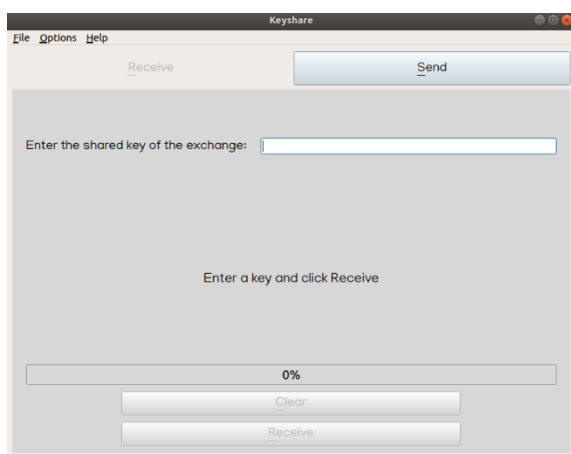 Keyshare
File Options Help
Receive Send
Enter the shared key of the exchange:
Enter a key and click Receive
0%
Clear
Receive